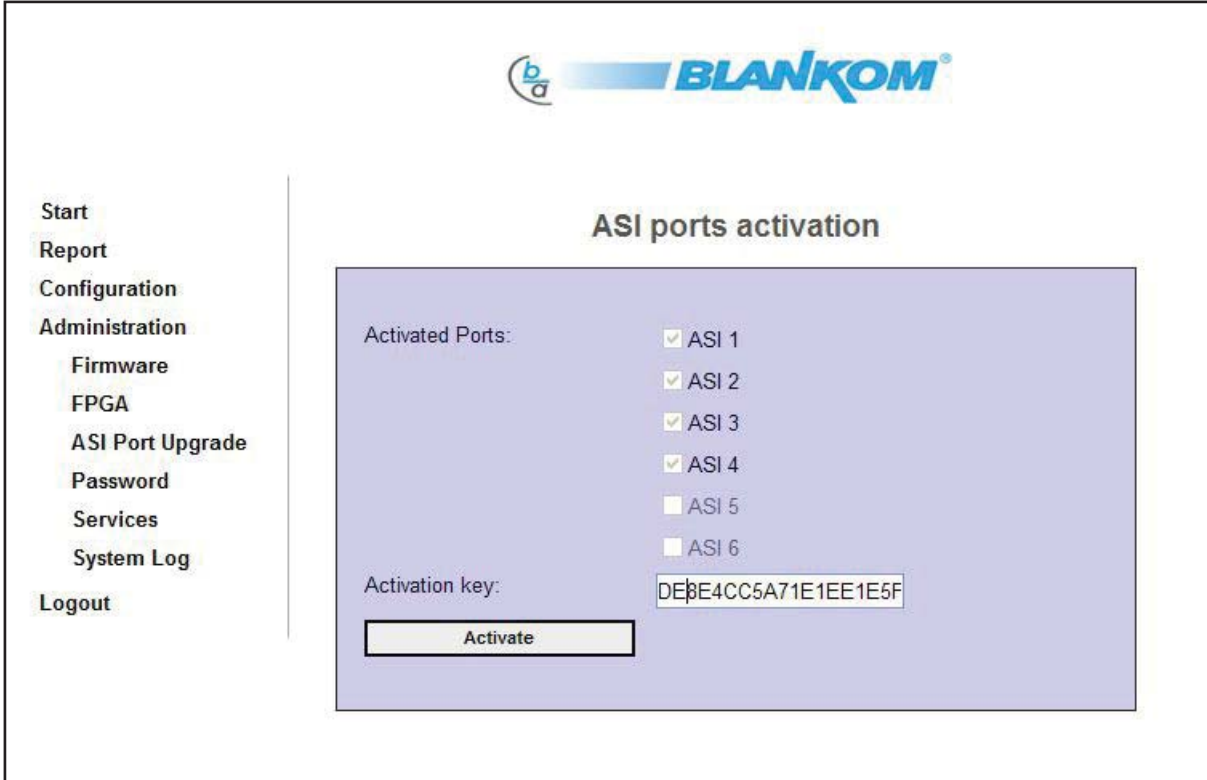 b
a
BLANKOM®
Start
Report
Configuration
Administration
Firmware
FPGA
ASI Port Upgrade
Password
Services
System Log
Logout
ASI ports activation
Activated Ports:
ASI 1
ASI 2
ASI 3
ASI 4
ASI 5
ASI 6
Activation key:
DE8E4CC5A71E1EE1E5F
Activate